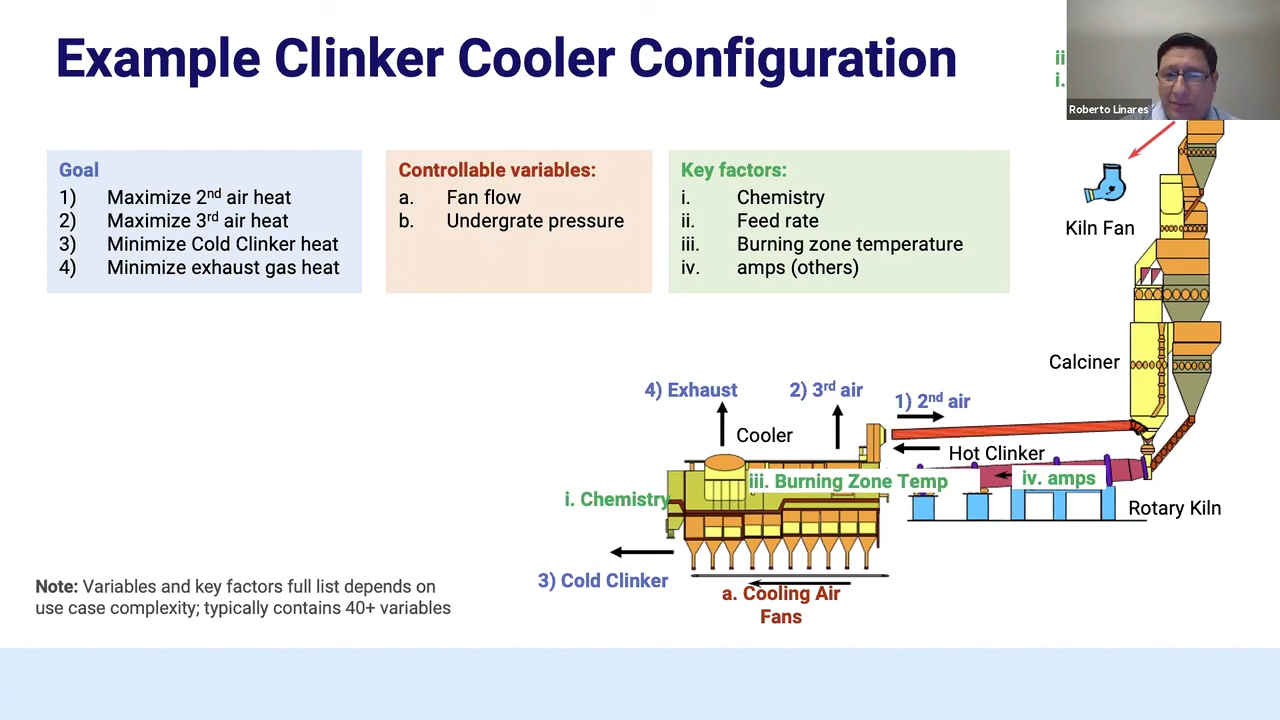 Example Clinker Cooler Configuration
ii
i.
Roberto Linares
Goal
1) Maximize 2nd air heat
2) Maximize 3rd air heat
3) Minimize Cold Clinker heat
4) Minimize exhaust gas heat
Controllable variables:
a. Fan flow
b. Undergrate pressure
Key factors:
i. Chemistry
ii. Feed rate
iii. Burning zone temperature
iv. amps (others)
Kiln Fan
Calciner
4) Exhaust
2) 3rd air
1) 2nd air
Cooler
Hot Clinker
iii. Burning Zone Temp
iv. amps
i. Chemistry
Rotary Kiln
3) Cold Clinker
a. Cooling Air
Fans
Note: Variables and key factors full list depends on
use case complexity; typically contains 40+ variables